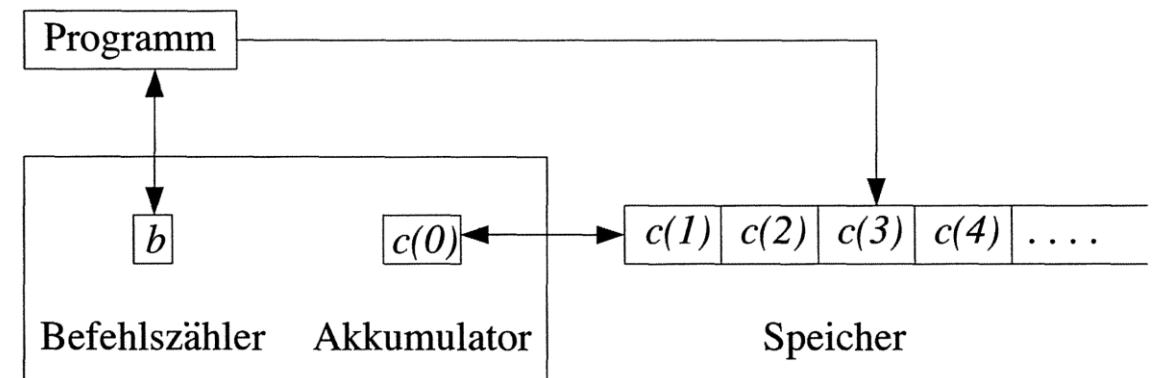 Programm
b c(0) c(1) c(2) c(3) c(4) ....
Befehlszähler Akkumulator Speicher